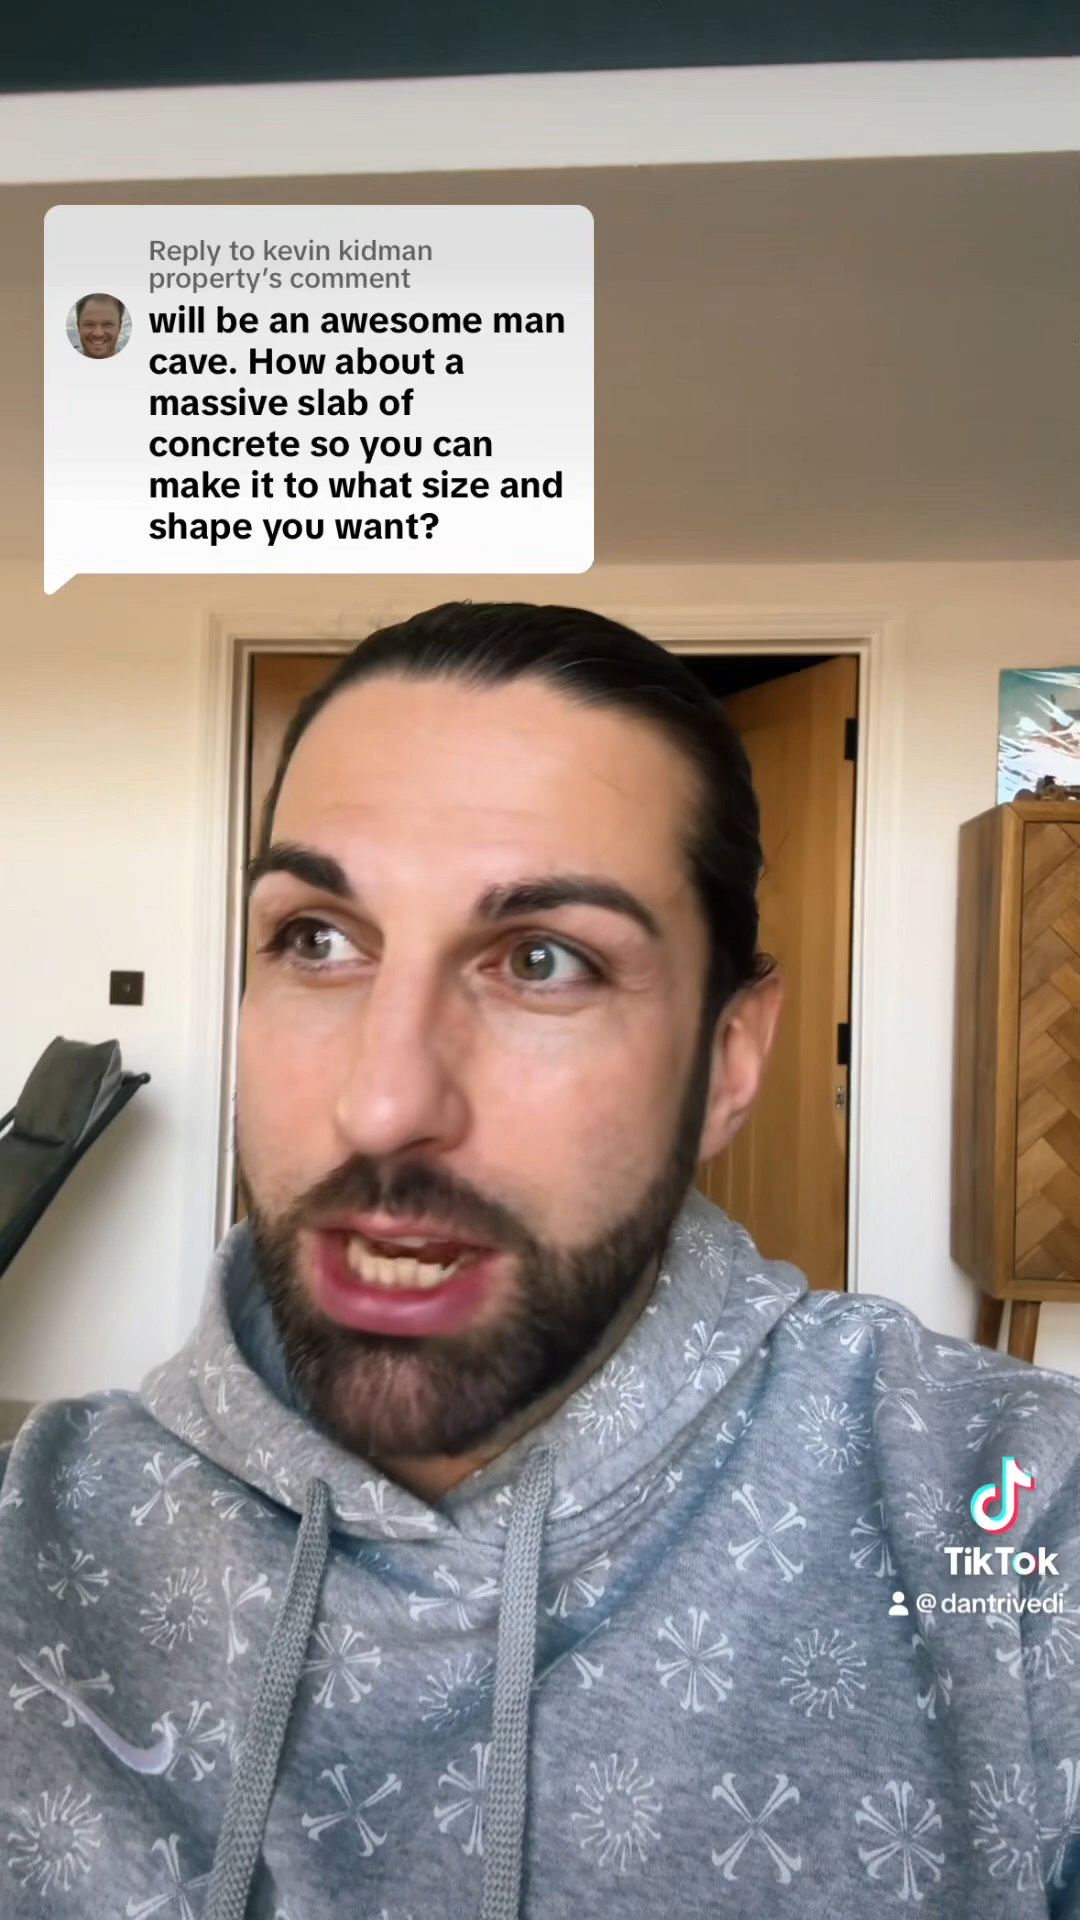 Reply to kevin kidman
property's comment
will be an awesome man
cave. How about a
massive slab of
concrete so you can
make it to what size and
shape you want?
TikTok
@dantrivedi